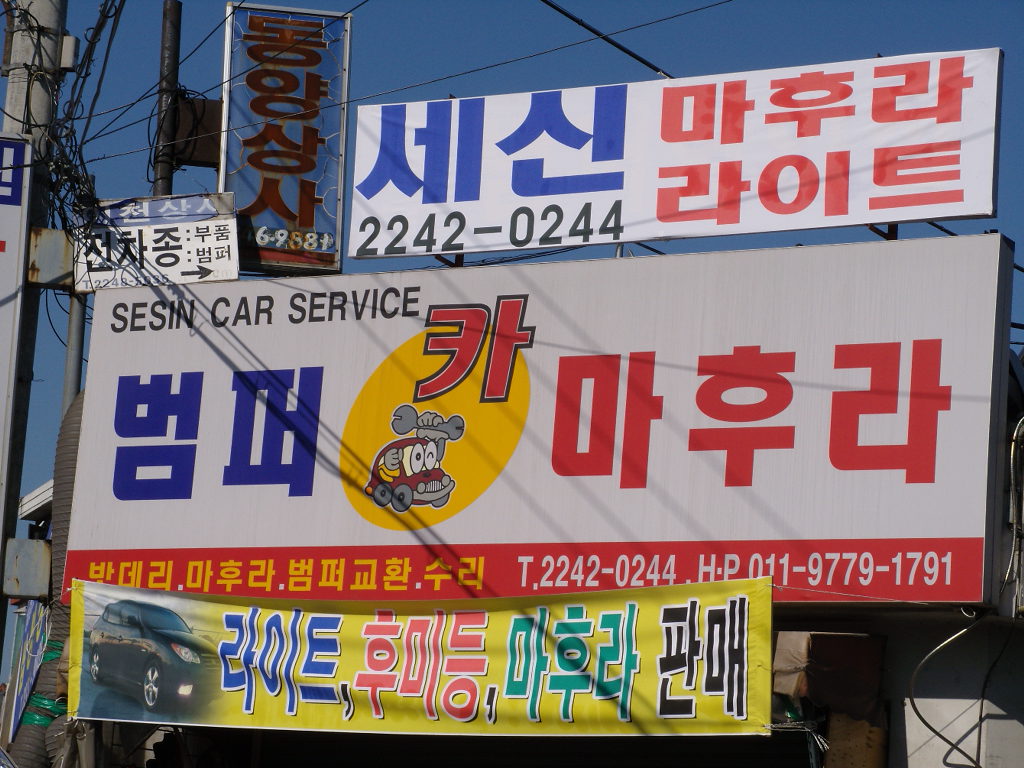 동양상사
6-9881
세신 마후라
라이트
2242-0244
전차종:부품
:범퍼
SESIN CAR SERVICE
범퍼 카 마후라
밧데리.마후라.범퍼교환.수리 T.2242-0244 . H·P 011-9779-1791
라이트,후미등,마후라 판매